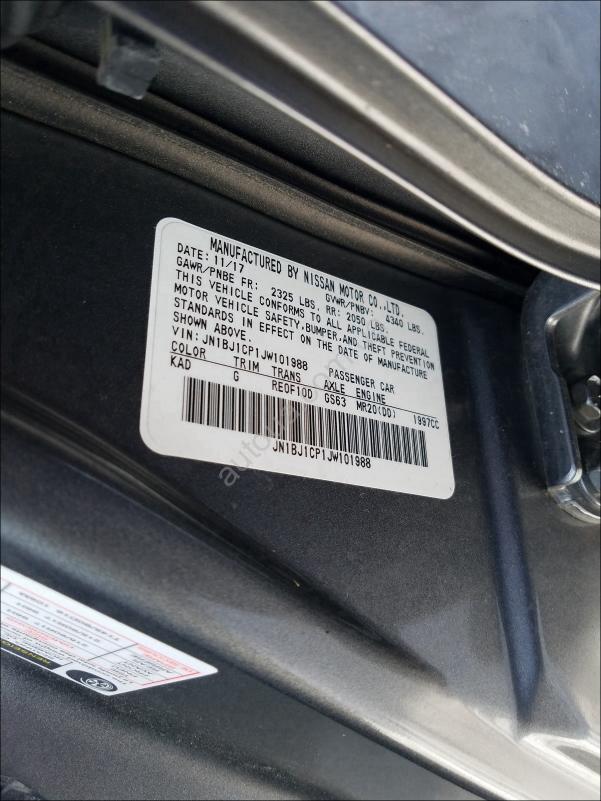 MANUFACTURED BY NISSAN MOTOR CO.,LTD.
DATE: 11/17 GVWR/PNBV: 4340 LBS.
GAWR/PNBE FR: 2325 LBS. RR: 2050 LBS.
THIS VEHICLE CONFORMS TO ALL APPLICABLE FEDERAL
MOTOR VEHICLE SAFETY,BUMPER,AND THEFT PREVENTION
STANDARDS IN EFFECT ON THE DATE OF MANUFACTURE
SHOWN ABOVE.
VIN: JN1BJ1CP1JW101988 PASSENGER CAR
COLOR TRIM TRANS AXLE ENGINE
KAD G RE0F10D GS63 MR20(DD) 1997CC
JN1BJ1CP1JW101988